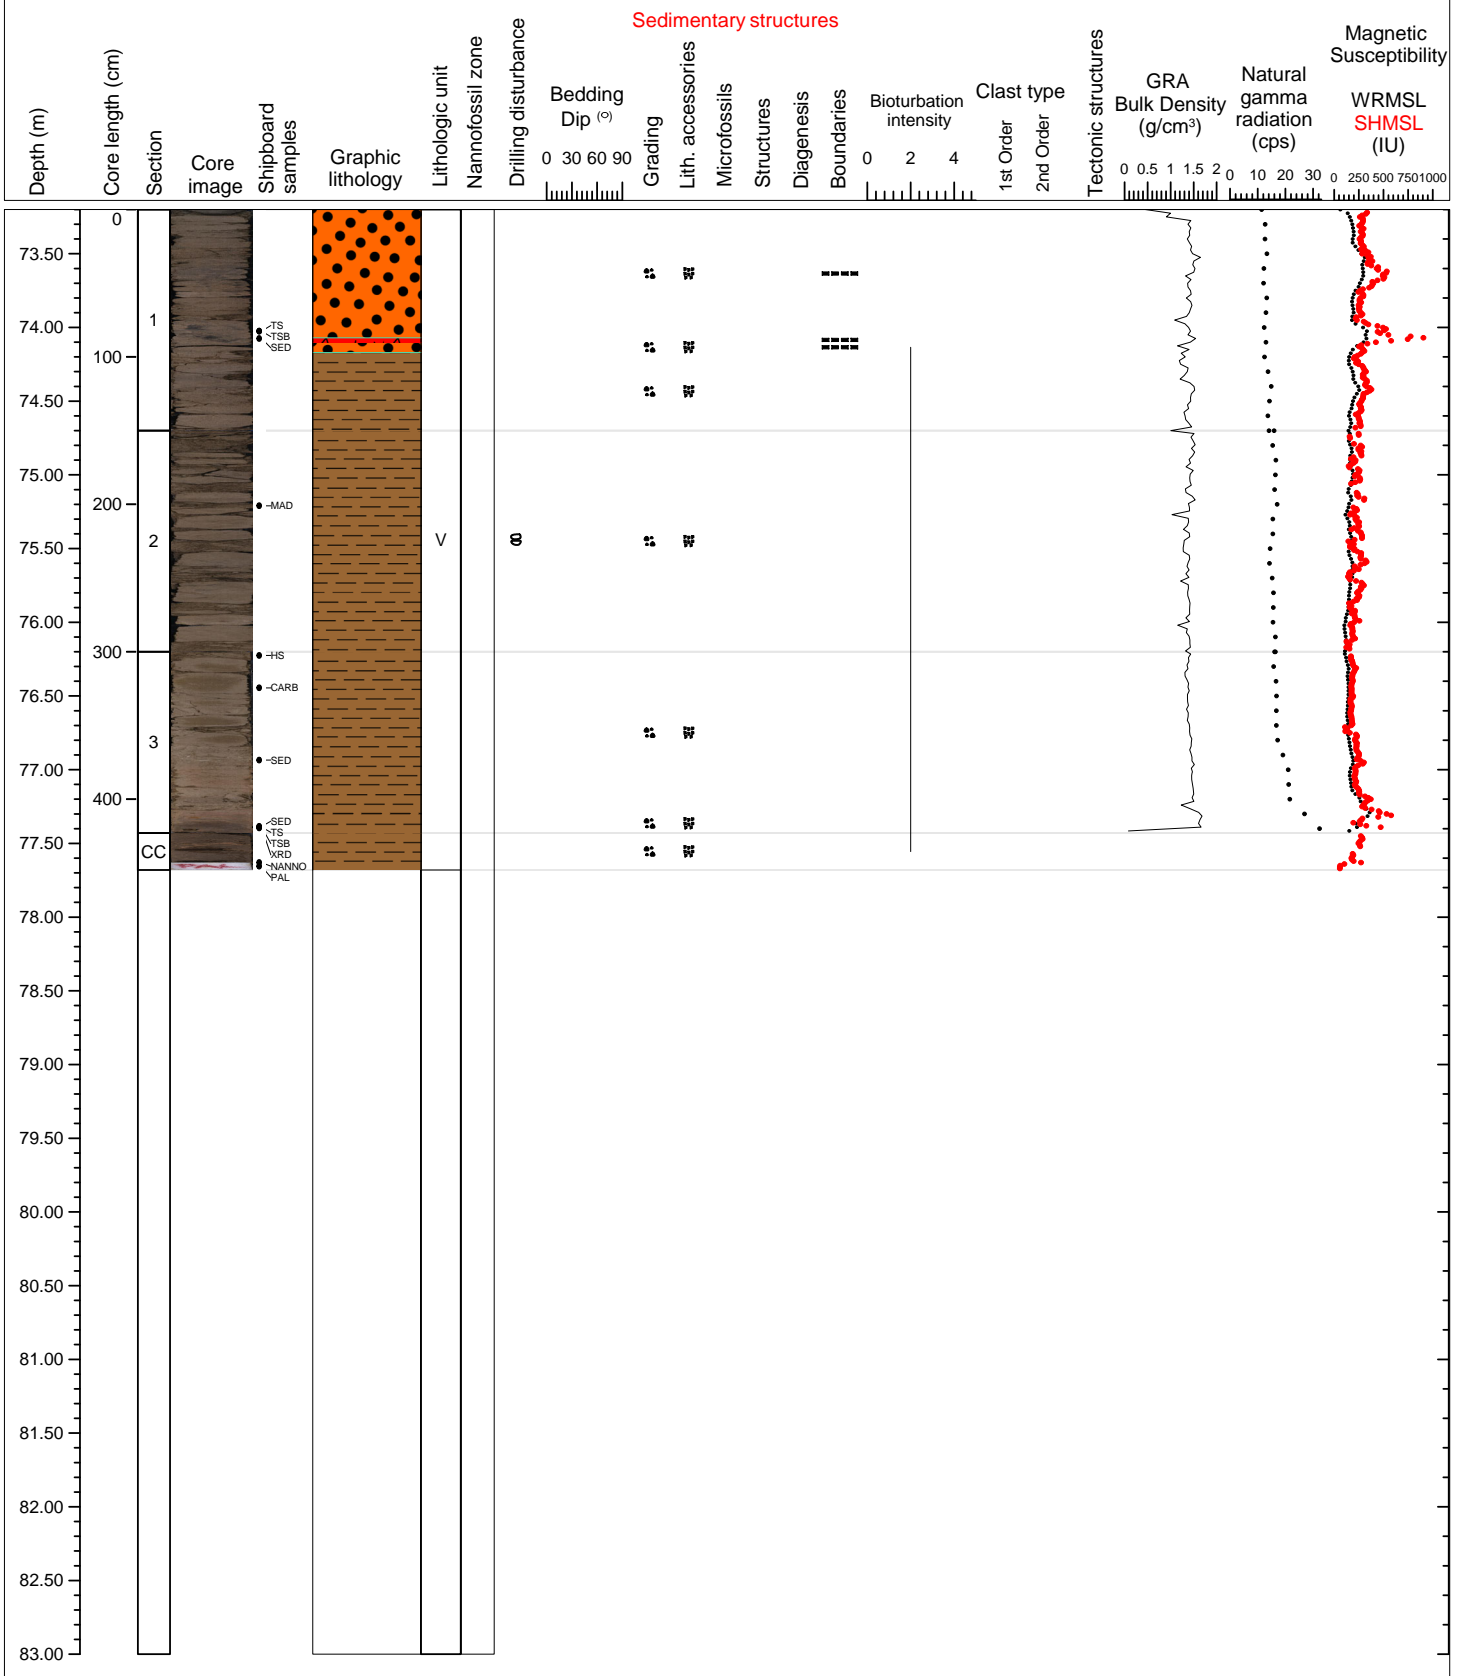 Sedimentary structures
Depth (m)
Core length (cm)
Section
Core
image
Shipboard
samples
Graphic
lithology
Lithologic unit
Nannofossil zone
Drilling disturbance
Bedding
Dip (o)
0 30 60 90
Grading
Lith. accessories
Microfossils
Structures
Diagenesis
Boundaries
Bioturbation
intensity
0 2 4
Clast type
1st Order
2nd Order
Tectonic structures
GRA
Bulk Density
(g/cm³)
0 0.5 1 1.5 2
Natural
gamma
radiation
(cps)
0 10 20 30
Magnetic
Susceptibility
WRMSL
SHMSL
(IU)
0 250 500 750 1000
0
73.50
1
74.00
TS
TSB
SED
100
74.50
75.00
200
MAD
2
V
75.50
76.00
300
HS
CARB
76.50
3
SED
77.00
400
SED
TS
77.50
TSB
CC
XRD
NANNO
PAL
78.00
78.50
79.00
79.50
80.00
80.50
81.00
81.50
82.00
82.50
83.00